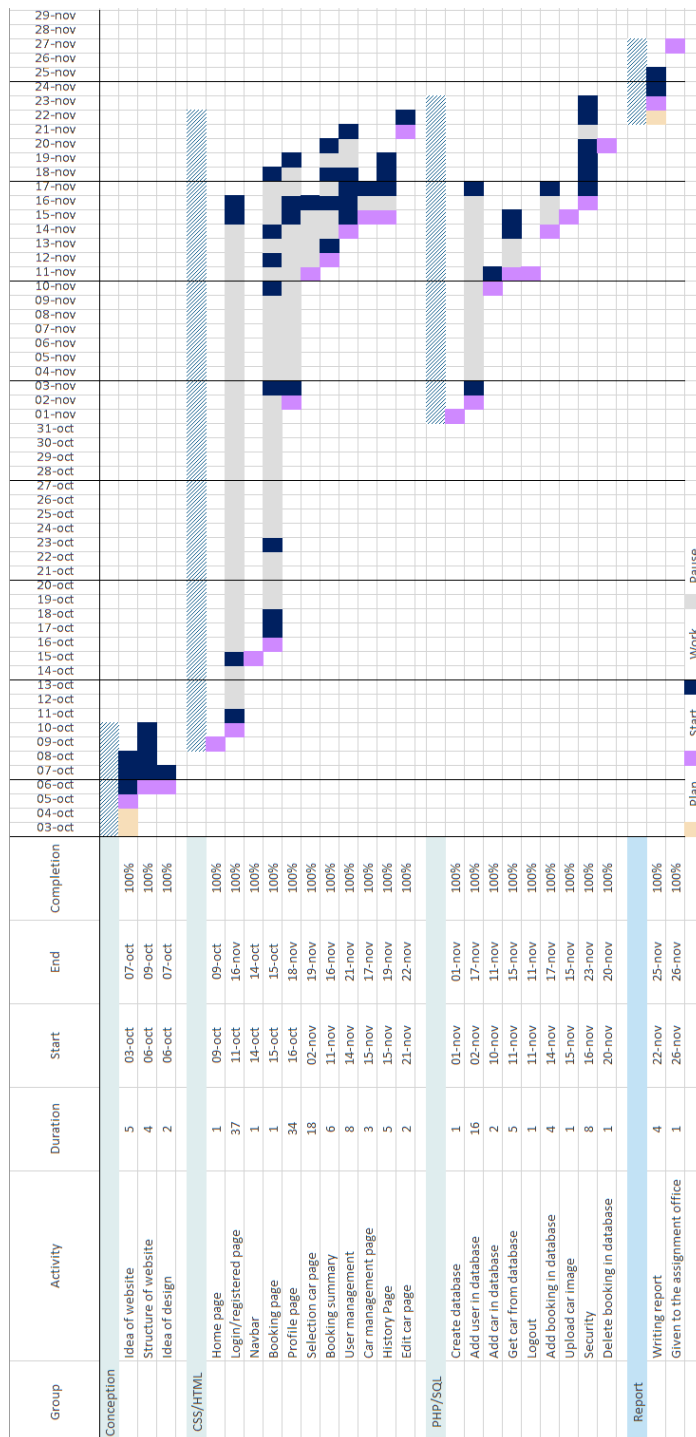 Group Activity Duration Start End Completion 03-oct 04-oct 05-oct 06-oct 07-oct 08-oct 09-oct 10-oct 11-oct 12-oct 13-oct 14-oct 15-oct 16-oct 17-oct 18-oct 19-oct 20-oct 21-oct 22-oct 23-oct 24-oct 25-oct 26-oct 27-oct 28-oct 29-oct 30-oct 31-oct 01-nov 02-nov 03-nov 04-nov 05-nov 06-nov 07-nov 08-nov 09-nov 10-nov 11-nov 12-nov 13-nov 14-nov 15-nov 16-nov 17-nov 18-nov 19-nov 20-nov 21-nov 22-nov 23-nov 24-nov 25-nov 26-nov 27-nov 28-nov 29-nov
Conception
Idea of website 5 03-oct 07-oct 100%
Structure of website 4 06-oct 09-oct 100%
Idea of design 2 06-oct 07-oct 100%
CSS/HTML
Home page 1 09-oct 09-oct 100%
Login/registered page 37 11-oct 16-nov 100%
Navbar 1 14-oct 14-oct 100%
Booking page 1 15-oct 15-oct 100%
Profile page 34 16-oct 18-nov 100%
Selection car page 18 02-nov 19-nov 100%
Booking summary 6 11-nov 16-nov 100%
User management 8 14-nov 21-nov 100%
Car management page 3 15-nov 17-nov 100%
History Page 5 15-nov 19-nov 100%
Edit car page 2 21-nov 22-nov 100%
PHP/SQL
Create database 1 01-nov 01-nov 100%
Add user in database 16 02-nov 17-nov 100%
Add car in database 2 10-nov 11-nov 100%
Get car from database 5 11-nov 15-nov 100%
Logout 1 11-nov 11-nov 100%
Add booking in database 4 14-nov 17-nov 100%
Upload car image 1 15-nov 15-nov 100%
Security 8 16-nov 23-nov 100%
Delete booking in database 1 20-nov 20-nov 100%
Report
Writing report 4 22-nov 25-nov 100%
Given to the assignment office 1 26-nov 26-nov 100%
Plan Start Work Pause